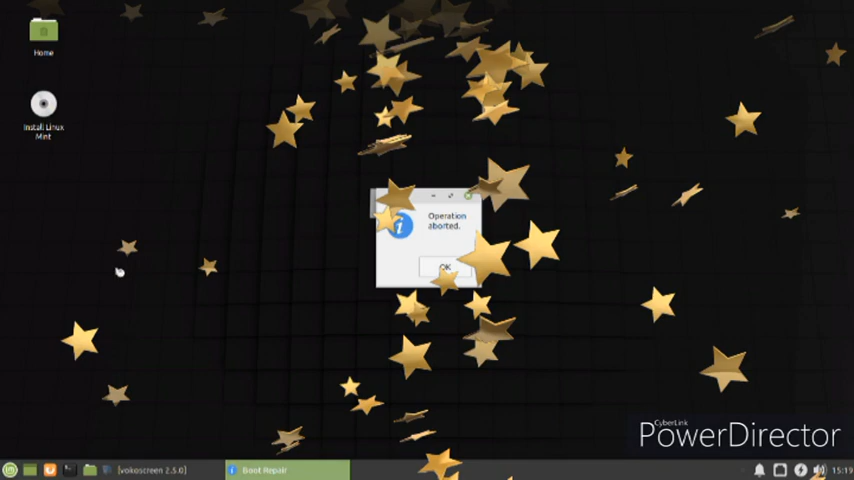 Home
Install Linux
Mint
Operation
aborted.
OK
CyberLink
PowerDirector
[vokoscreen 2.5.0]
Boot Repair
15:19